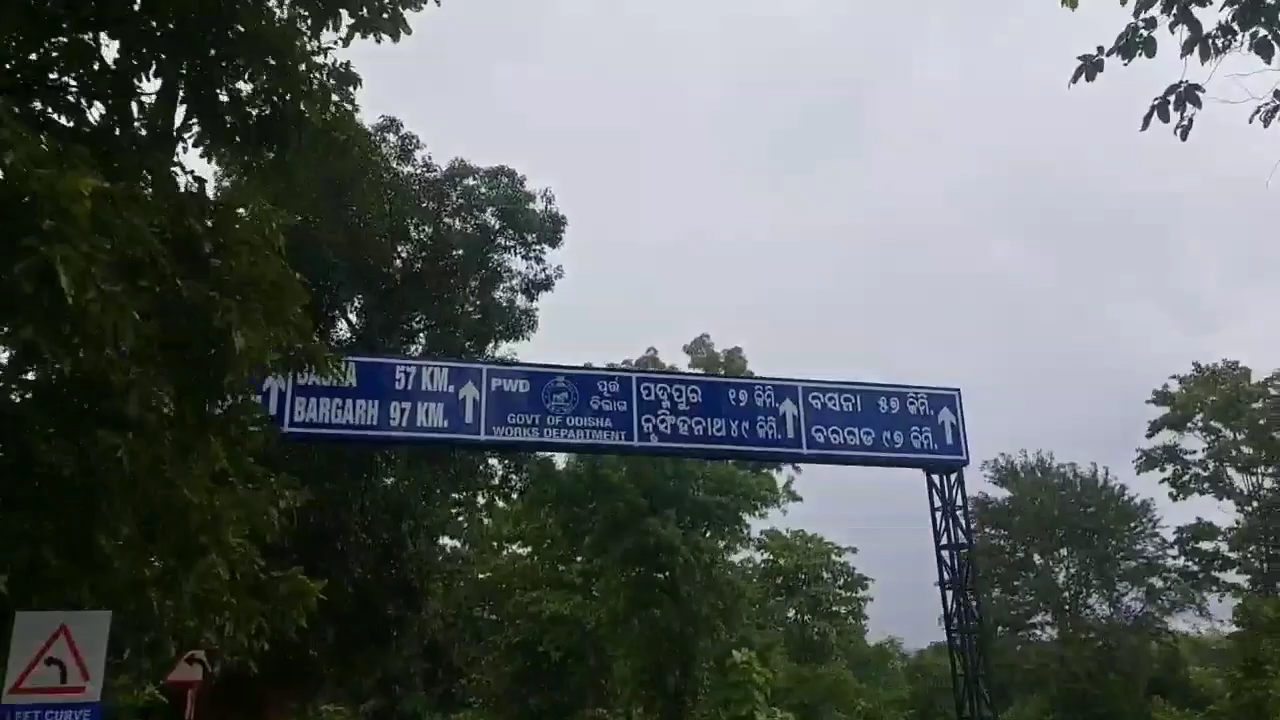 BASNA 57 KM.
BARGARH 97 KM.
PWD ପୂର୍ତ୍ତ
ବିଭାଗ
GOVT OF ODISHA
WORKS DEPARTMENT
ପଦ୍ମପୁର ୧୭ କିମି.
ନୃସିଂହନାଥ ୪୯ କିମି.
ବସନା ୫୭ କିମି.
ବରଗଡ ୯୭ କିମି.
LEFT CURVE